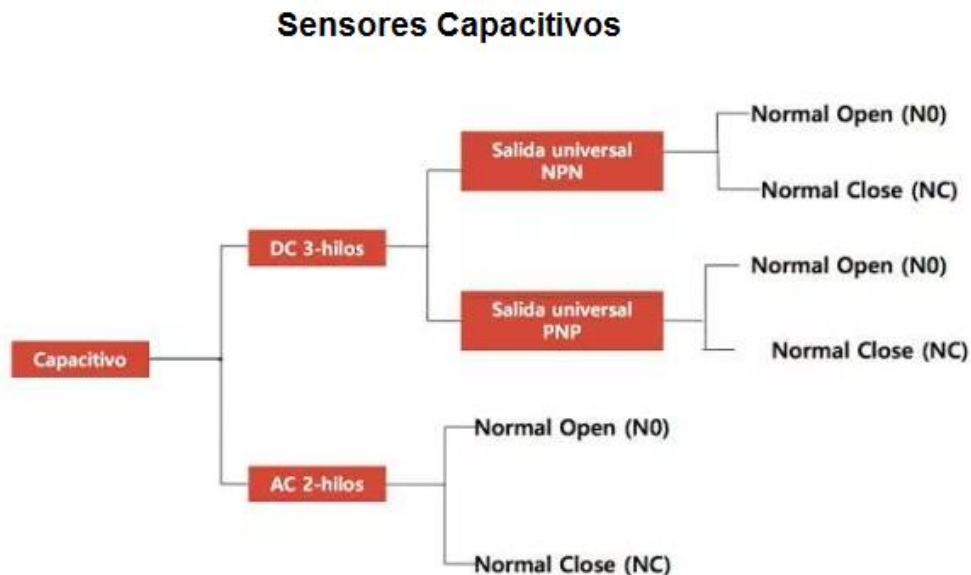 Sensores Capacitivos
Normal Open (N0)
Salida universal
NPN
Normal Close (NC)
DC 3-hilos
Normal Open (N0)
Salida universal
PNP
Normal Close (NC)
Capacitivo
Normal Open (N0)
AC 2-hilos
Normal Close (NC)